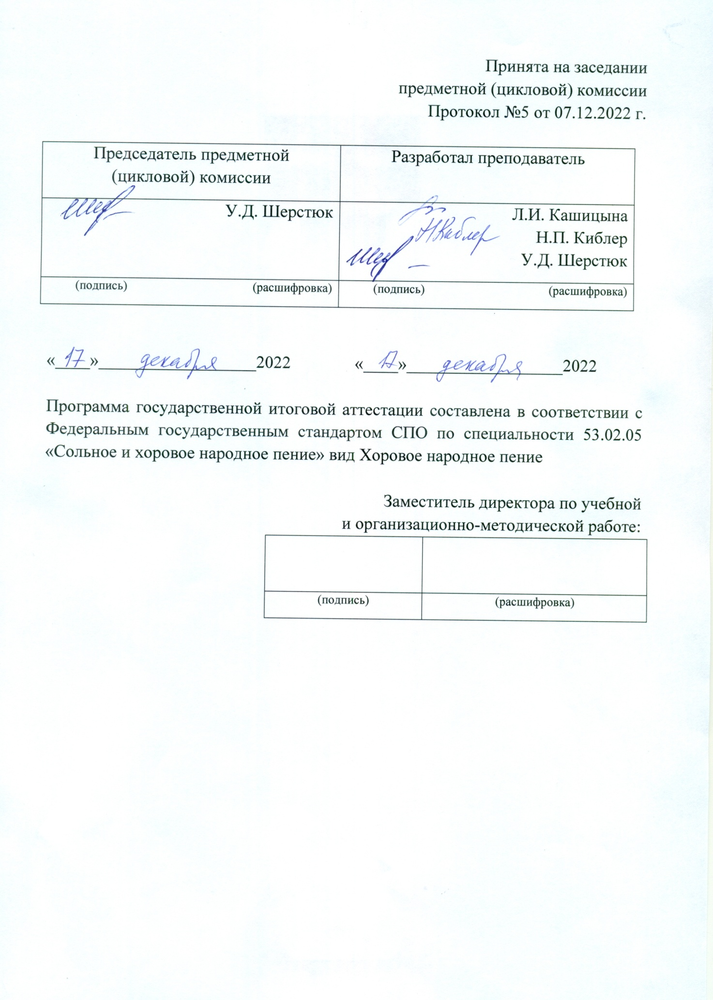 Принята на заседании
предметной (цикловой) комиссии
Протокол №5 от 07.12.2022 г.
Председатель предметной
(цикловой) комиссии
Разработал преподаватель
У.Д. Шерстюк
Л.И. Кашицына
НКиблер
Н.П. Киблер
У.Д. Шерстюк
(подпись) (расшифровка)
(подпись) (расшифровка)
«17» декабря 2022
«17» декабря 2022
Программа государственной итоговой аттестации составлена в соответствии с
Федеральным государственным стандартом СПО по специальности 53.02.05
«Сольное и хоровое народное пение» вид Хоровое народное пение
Заместитель директора по учебной
и организационно-методической работе:
(подпись) (расшифровка)